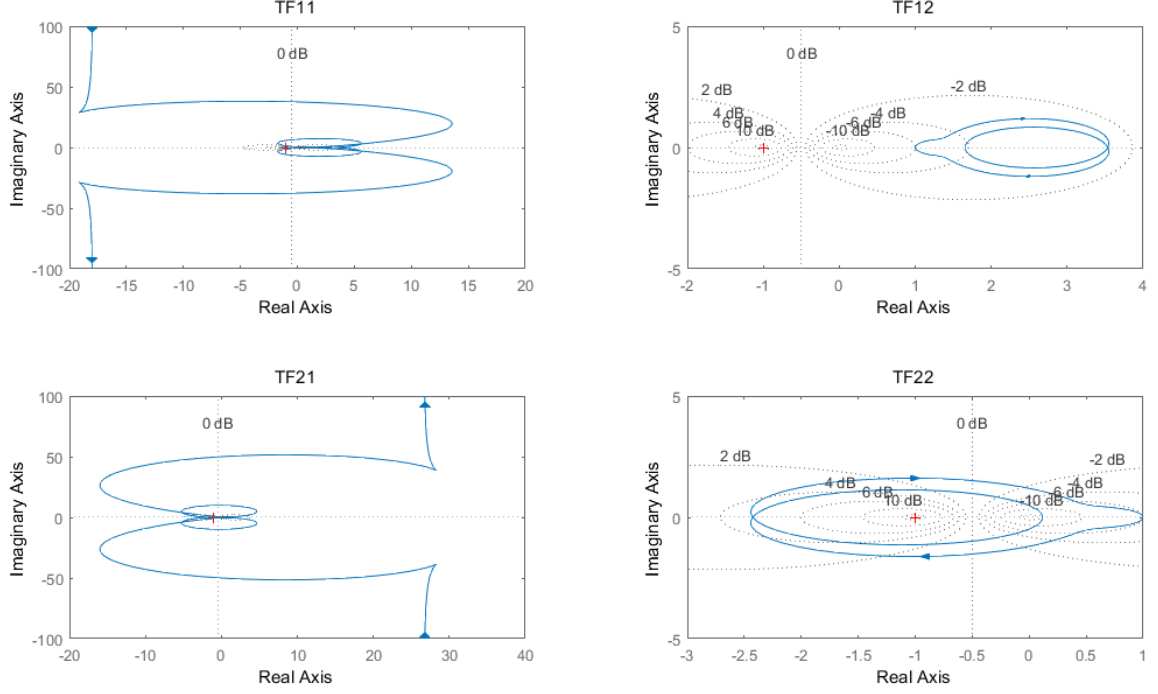 TF11
100
50
0
-50
-100
-20
-15
-10
-5
0
5
10
15
20
0 dB
Imaginary Axis
Real Axis
TF12
5
0
-5
-2
-1
0
1
2
3
4
0 dB
2 dB
4 dB
6 dB
10 dB
-2 dB
-4 dB
-6 dB
-10 dB
Imaginary Axis
Real Axis
TF21
100
50
0
-50
-100
-20
-10
0
10
20
30
40
0 dB
Imaginary Axis
Real Axis
TF22
5
0
-5
-3
-2.5
-2
-1.5
-1
-0.5
0
0.5
1
0 dB
2 dB
4 dB
6 dB
10 dB
-2 dB
-4 dB
-6 dB
-10 dB
Imaginary Axis
Real Axis